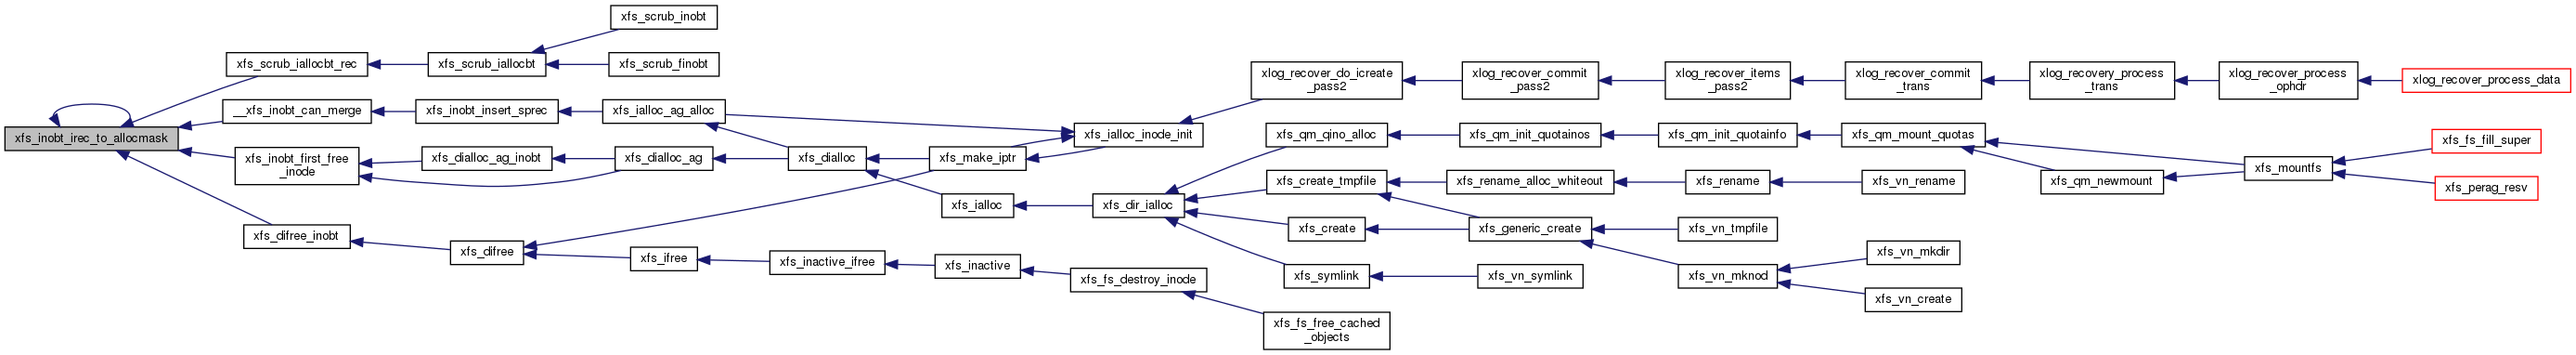 xfs_inobt_irec_to_allocmask
xfs_scrub_iallocbt_rec
__xfs_inobt_can_merge
xfs_inobt_first_free
_inode
xfs_difree_inobt
xfs_scrub_iallocbt
xfs_inobt_insert_sprec
xfs_dialloc_ag_inobt
xfs_difree
xfs_scrub_inobt
xfs_scrub_finobt
xfs_ialloc_ag_alloc
xfs_dialloc_ag
xfs_ifree
xfs_dialloc
xfs_inactive_ifree
xfs_make_iptr
xfs_ialloc
xfs_inactive
xfs_ialloc_inode_init
xfs_dir_ialloc
xfs_fs_destroy_inode
xlog_recover_do_icreate
_pass2
xfs_qm_qino_alloc
xfs_create_tmpfile
xfs_create
xfs_symlink
xfs_fs_free_cached
_objects
xlog_recover_commit
_pass2
xfs_qm_init_quotainos
xfs_rename_alloc_whiteout
xfs_generic_create
xfs_vn_symlink
xlog_recover_items
_pass2
xfs_qm_init_quotainfo
xfs_rename
xfs_vn_tmpfile
xfs_vn_mknod
xlog_recover_commit
_trans
xfs_qm_mount_quotas
xfs_vn_rename
xfs_vn_mkdir
xfs_vn_create
xlog_recovery_process
_trans
xfs_qm_newmount
xlog_recover_process
_ophdr
xfs_mountfs
xlog_recover_process_data
xfs_fs_fill_super
xfs_perag_resv